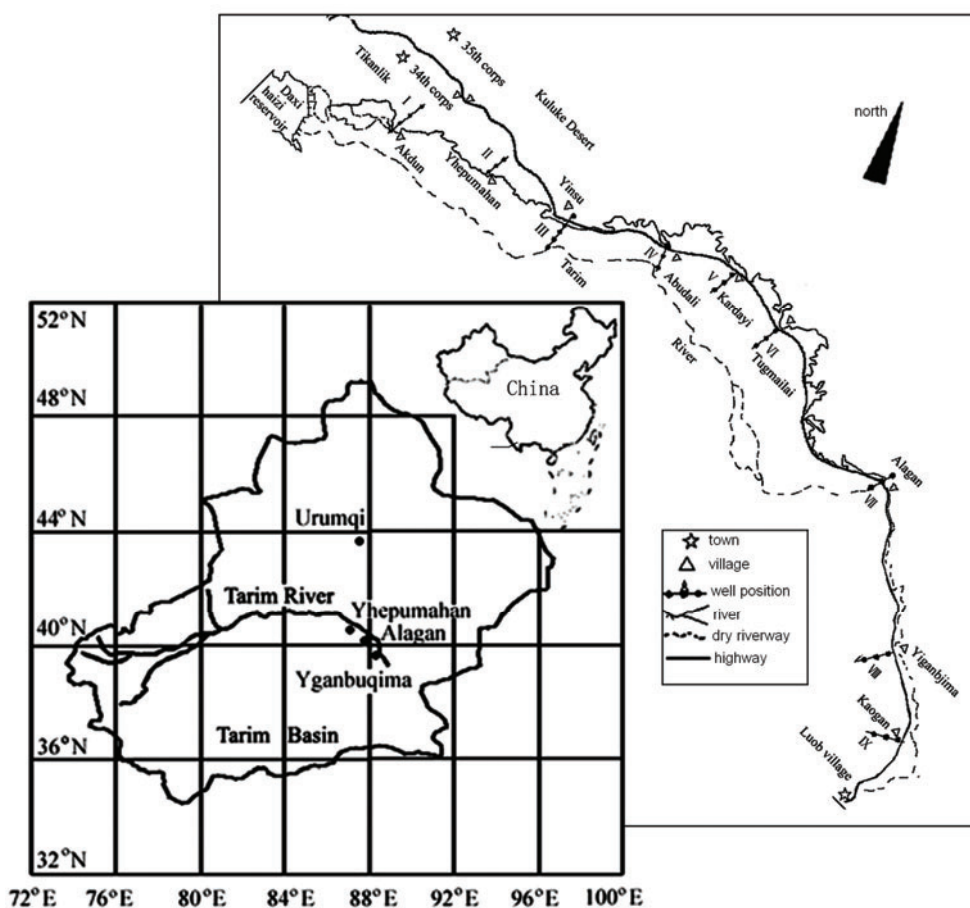 35th corps
34th corps
Tikanlik
Kuluke Desert
north
Daxi
haizi
reservoir
I
Akdun
II
Yhepumahan
Yinsu
III
Tarim
IV
Abudali
V
Kardayi
River
VI
Tugmailai
Alagan
VII
town
village
well position
river
dry riverway
highway
VIII
Yiganbjima
Kaogan
IX
Luob village
52°N
48°N
44°N
40°N
36°N
32°N
72°E
76°E
80°E
84°E
88°E
92°E
96°E
100°E
China
Urumqi
Tarim River
Yhepumahan
Alagan
Yganbuqima
Tarim Basin